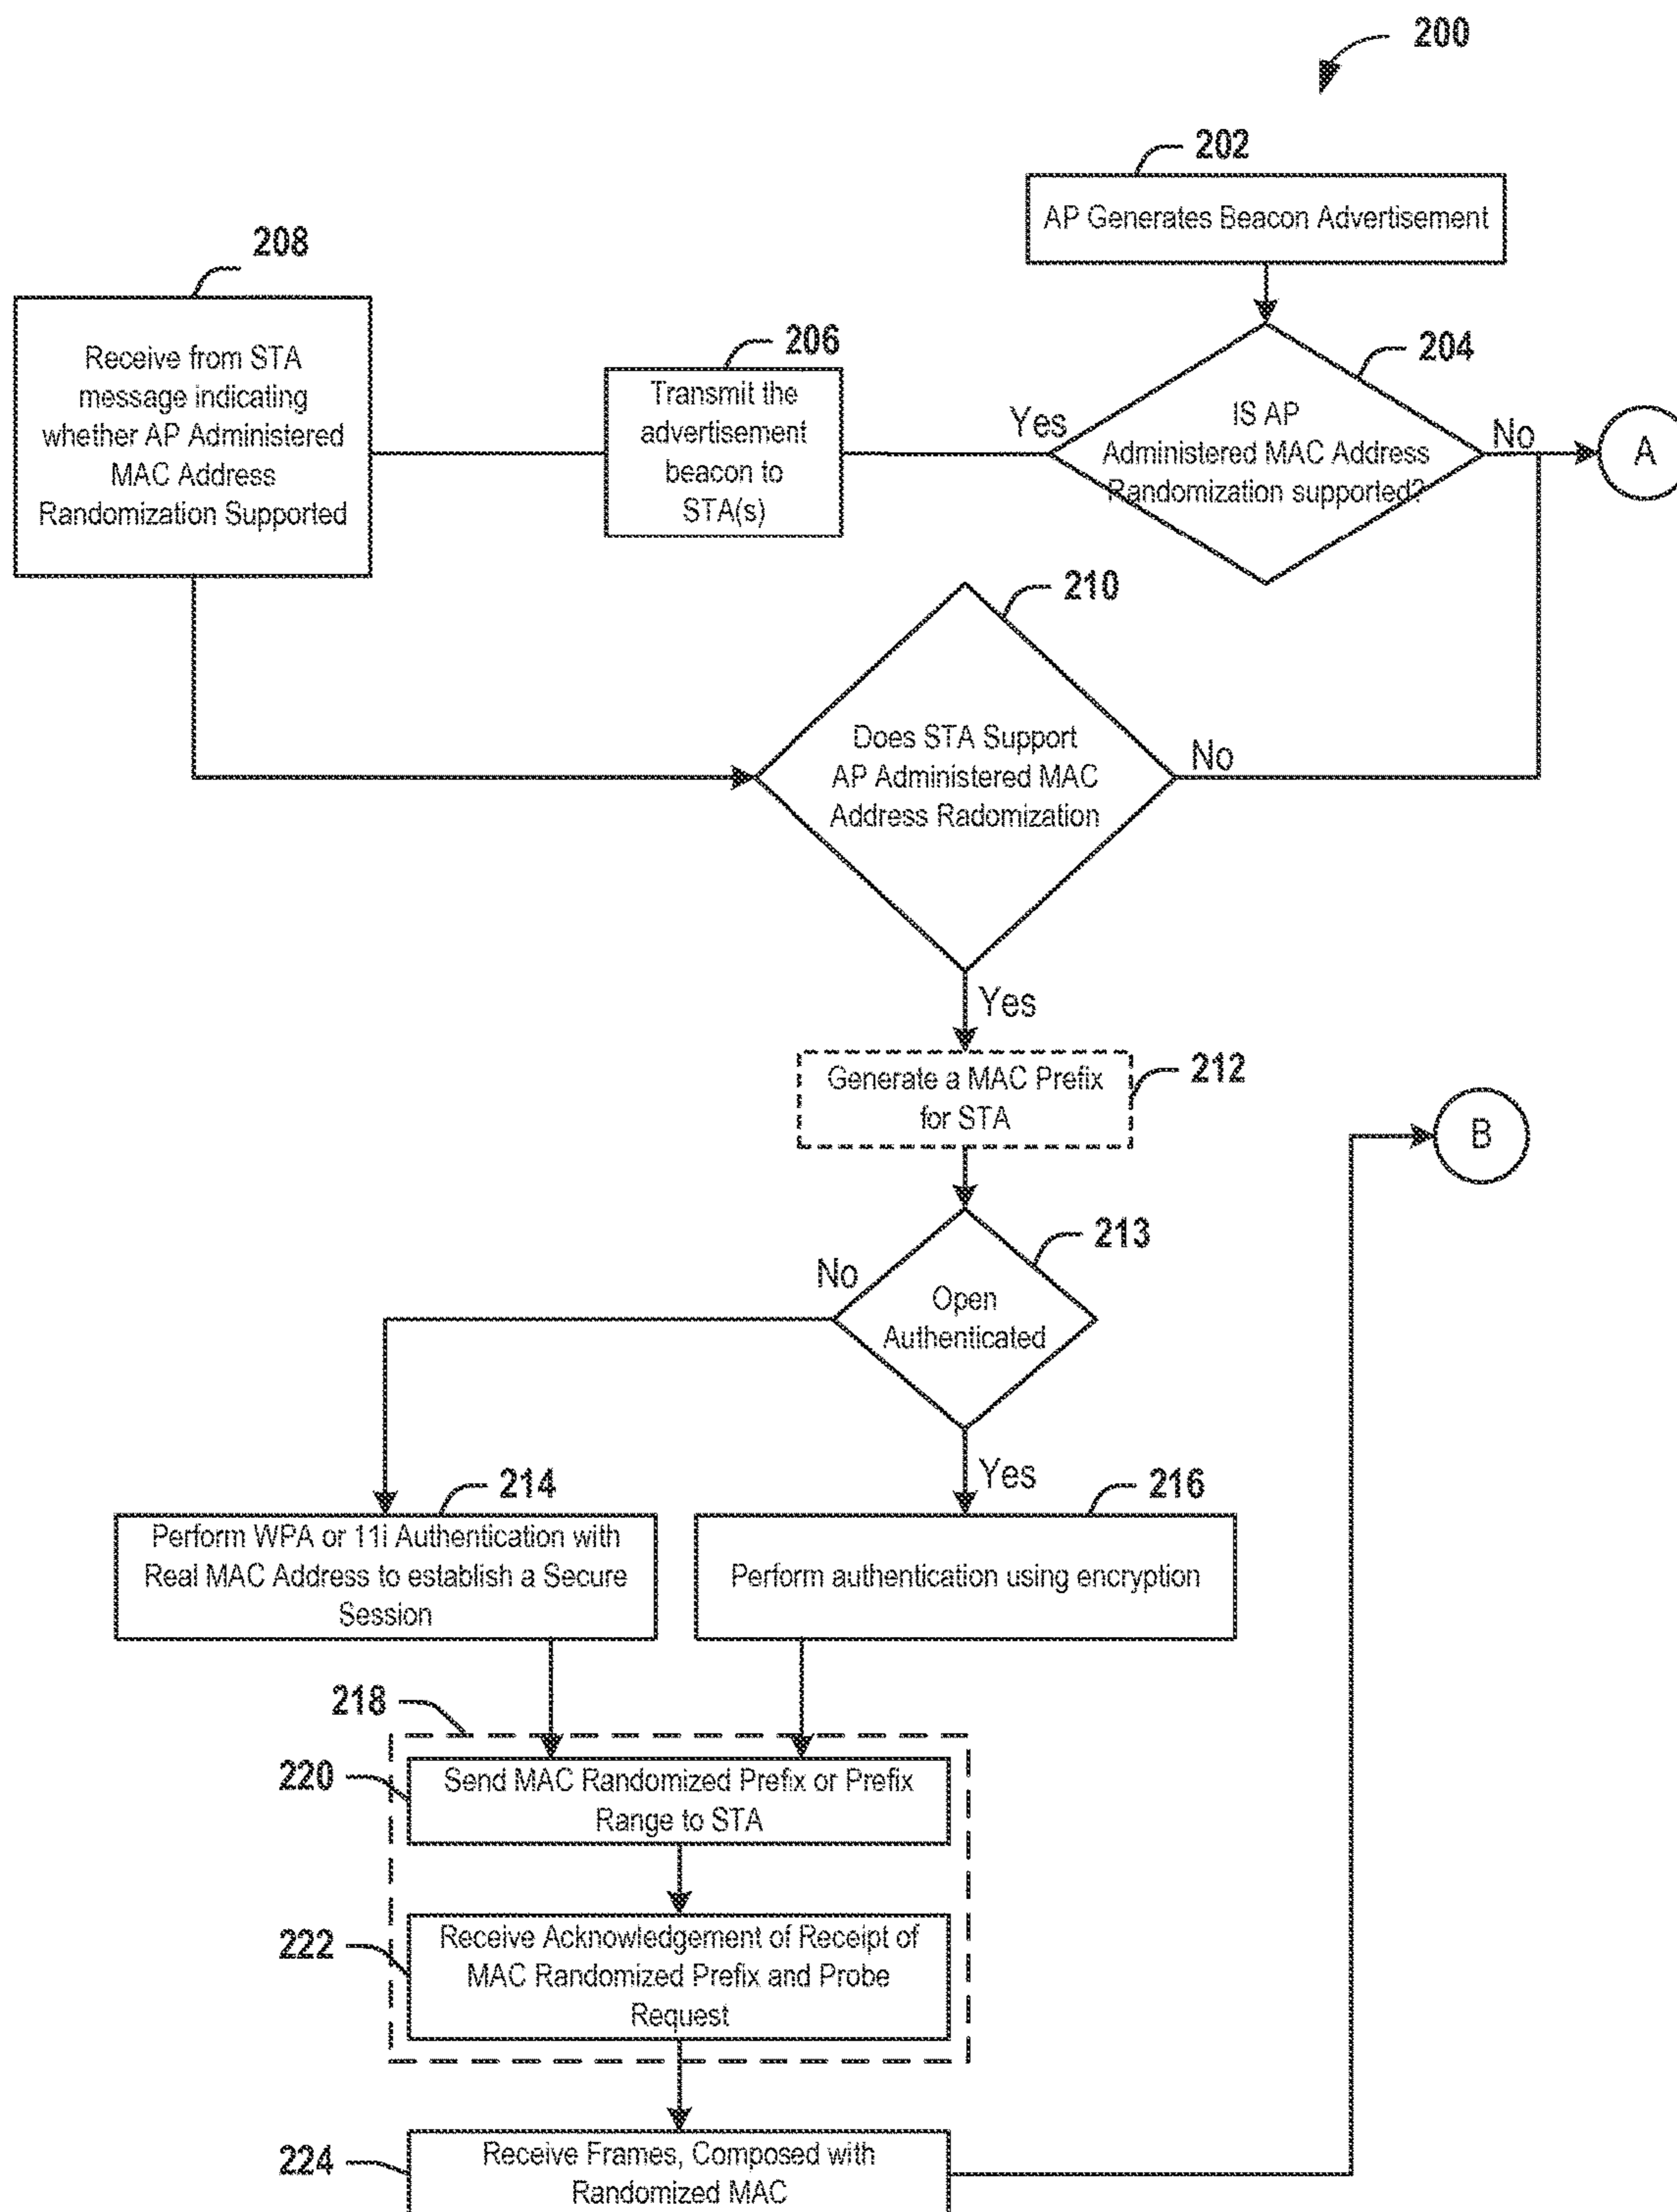 200
202
AP Generates Beacon Advertisement
208
Receive from STA
message indicating
whether AP Administered
MAC Address
Randomization Supported
206
Transmit the
advertisement
beacon to
STA(s)
204
IS AP
Administered MAC Address
Randomization supported?
Yes
No
A
210
Does STA Support
AP Administered MAC
Address Radomization
No
Yes
212
Generate a MAC Prefix
for STA
B
213
Open
Authenticated
No
Yes
214
Perform WPA or 11i Authentication with
Real MAC Address to establish a Secure
Session
216
Perform authentication using encryption
218
220
Send MAC Randomized Prefix or Prefix
Range to STA
222
Receive Acknowledgement of Receipt of
MAC Randomized Prefix and Probe
Request
224
Receive Frames, Composed with
Randomized MAC